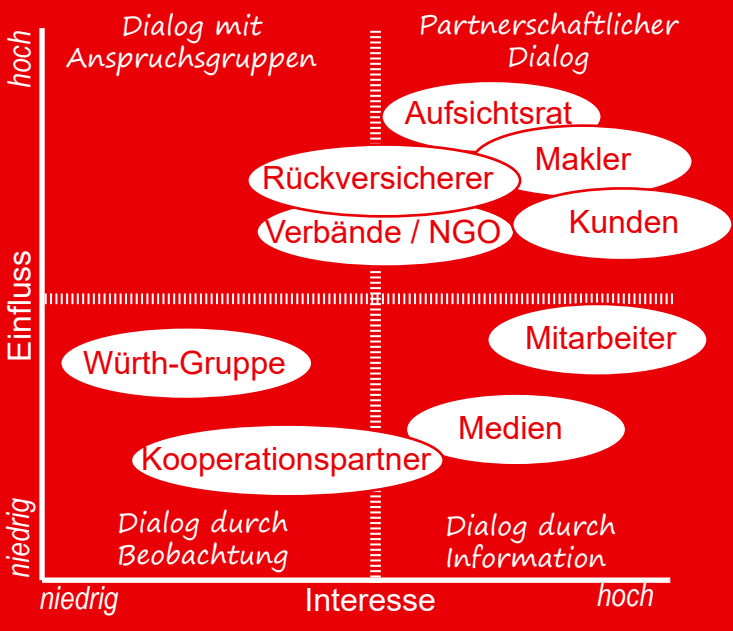 Dialog mit
Anspruchsgruppen
Partnerschaftlicher
Dialog
hoch
Aufsichtsrat
Makler
Rückversicherer
Kunden
Verbände / NGO
Einfluss
Mitarbeiter
Würth-Gruppe
Medien
Kooperationspartner
niedrig
Dialog durch
Beobachtung
Dialog durch
Information
niedrig
Interesse
hoch